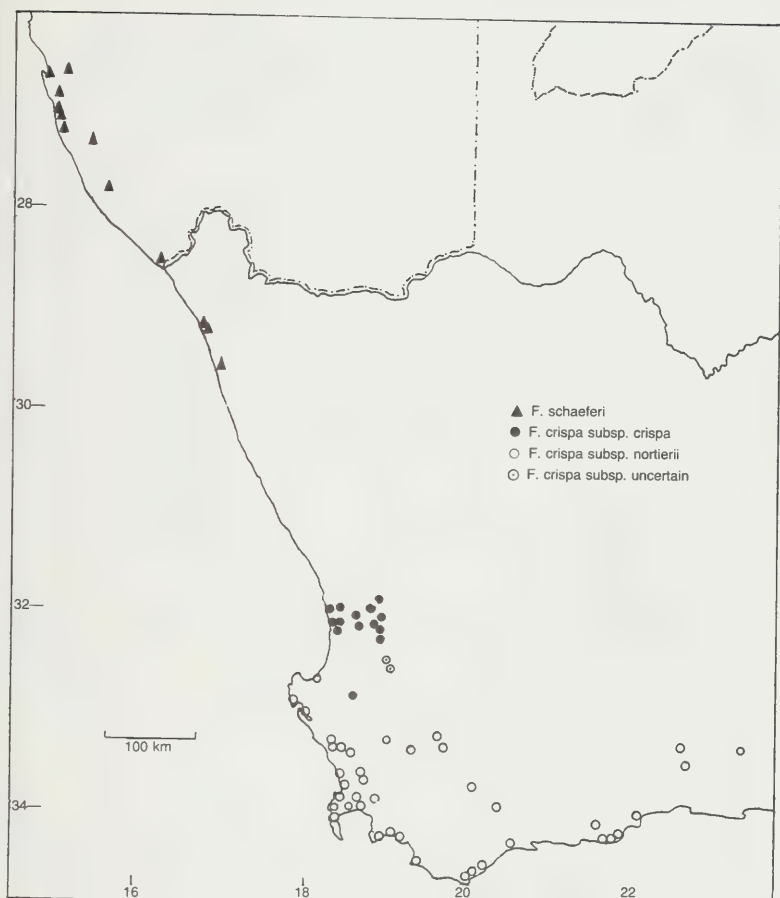 28
30
▲ F. schaeferi
● F. crispa subsp. crispa
○ F. crispa subsp. nortierii
⊙ F. crispa subsp. uncertain
32
100 km
34
16 18 20 22